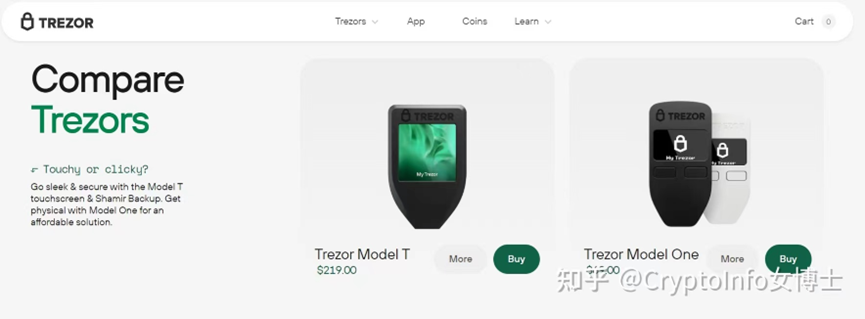 TREZOR
Trezors App Coins Learn Cart 0
Compare
Trezors
Touchy or clicky?
Go sleek & secure with the Model T
touchscreen & Shamir Backup. Get
physical with Model One for an
affordable solution.
TREZOR
My Trezor
TREZOR
My Trezor
My Trezor
Trezor Model T
$219.00
More
Buy
Trezor Model One
More
Buy
知乎 @CryptoInfo女博士